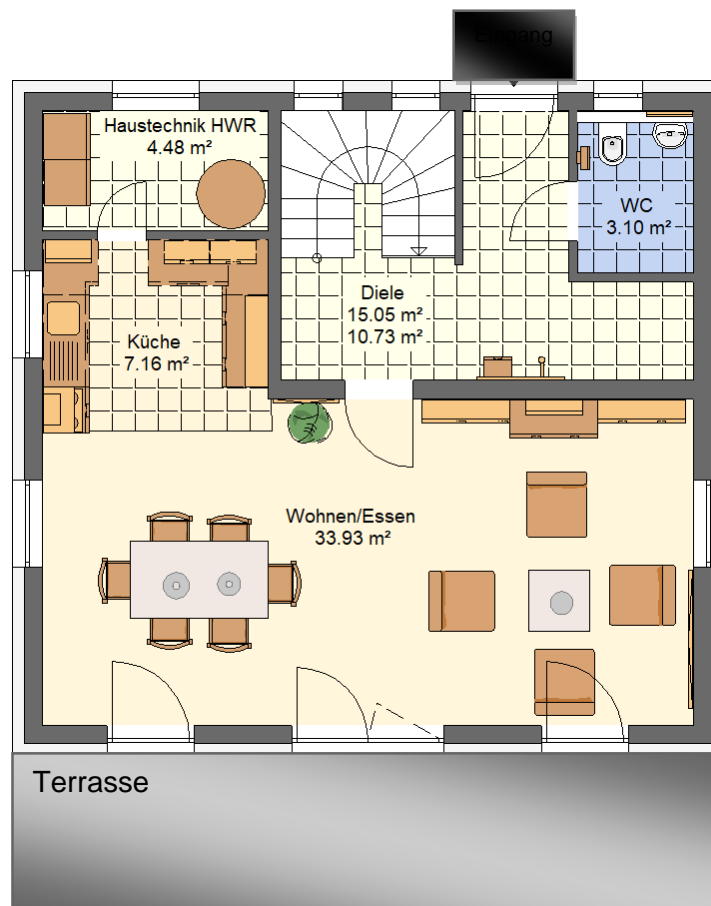 Eingang
Haustechnik HWR
4.48 m²
WC
3.10 m²
Diele
15.05 m²
10.73 m²
Küche
7.16 m²
Wohnen/Essen
33.93 m²
Terrasse